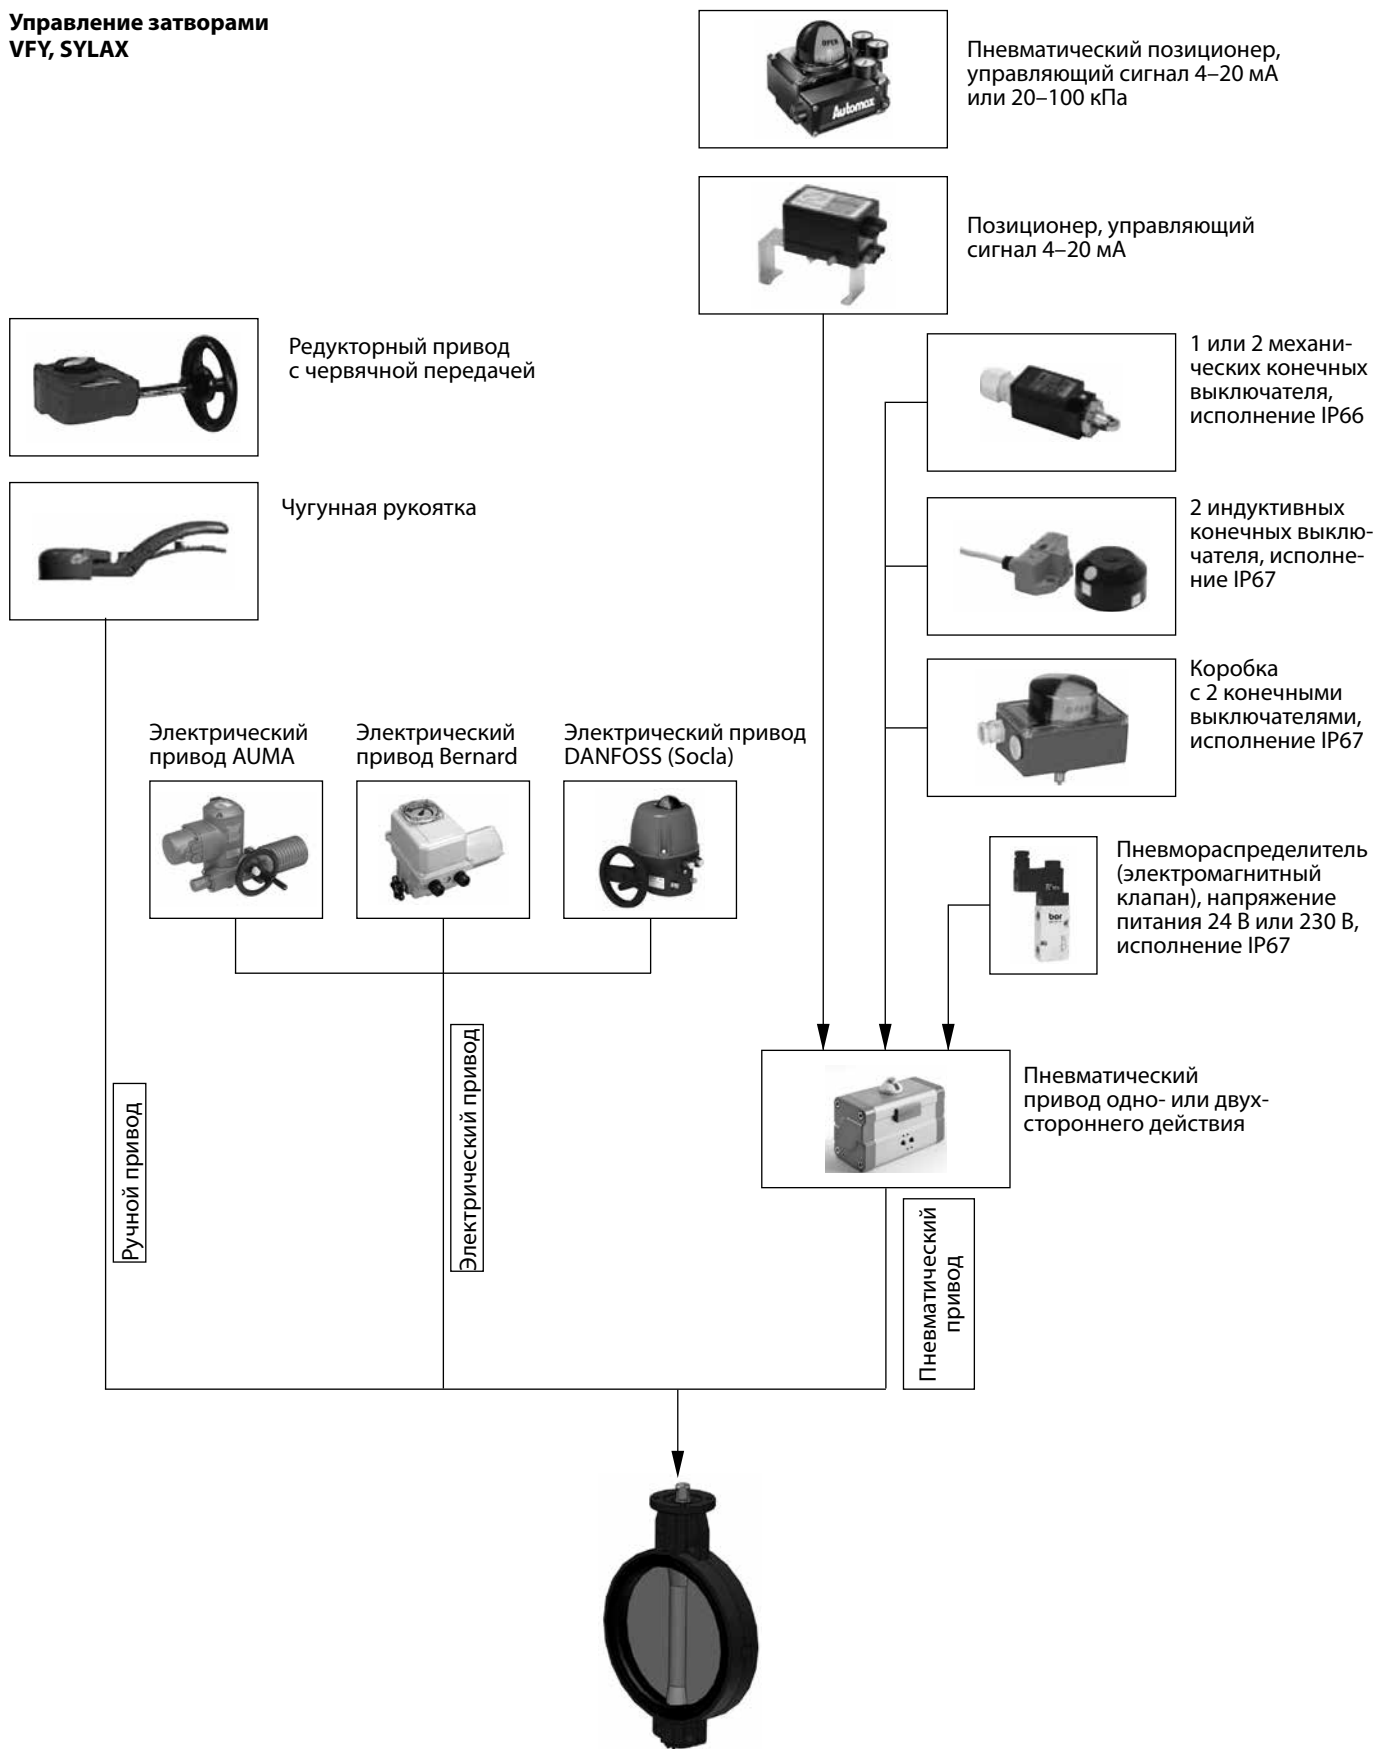 Управление затворами
VFY, SYLAX
OPEN
Automax
Пневматический позиционер,
управляющий сигнал 4–20 мА
или 20–100 кПа
Позиционер, управляющий
сигнал 4–20 мА
Редукторный привод
с червячной передачей
1 или 2 механи-
ческих конечных
выключателя,
исполнение IP66
Чугунная рукоятка
2 индуктивных
конечных выклю-
чателя, исполне-
ние IP67
Коробка
с 2 конечными
выключателями,
исполнение IP67
Электрический
привод AUMA
Электрический
привод Bernard
Электрический привод
DANFOSS (Socla)
bar
Пневмораспределитель
(электромагнитный
клапан), напряжение
питания 24 В или 230 В,
исполнение IP67
Ручной привод
Электрический привод
Пневматический
привод одно- или двух-
стороннего действия
Пневматический
привод